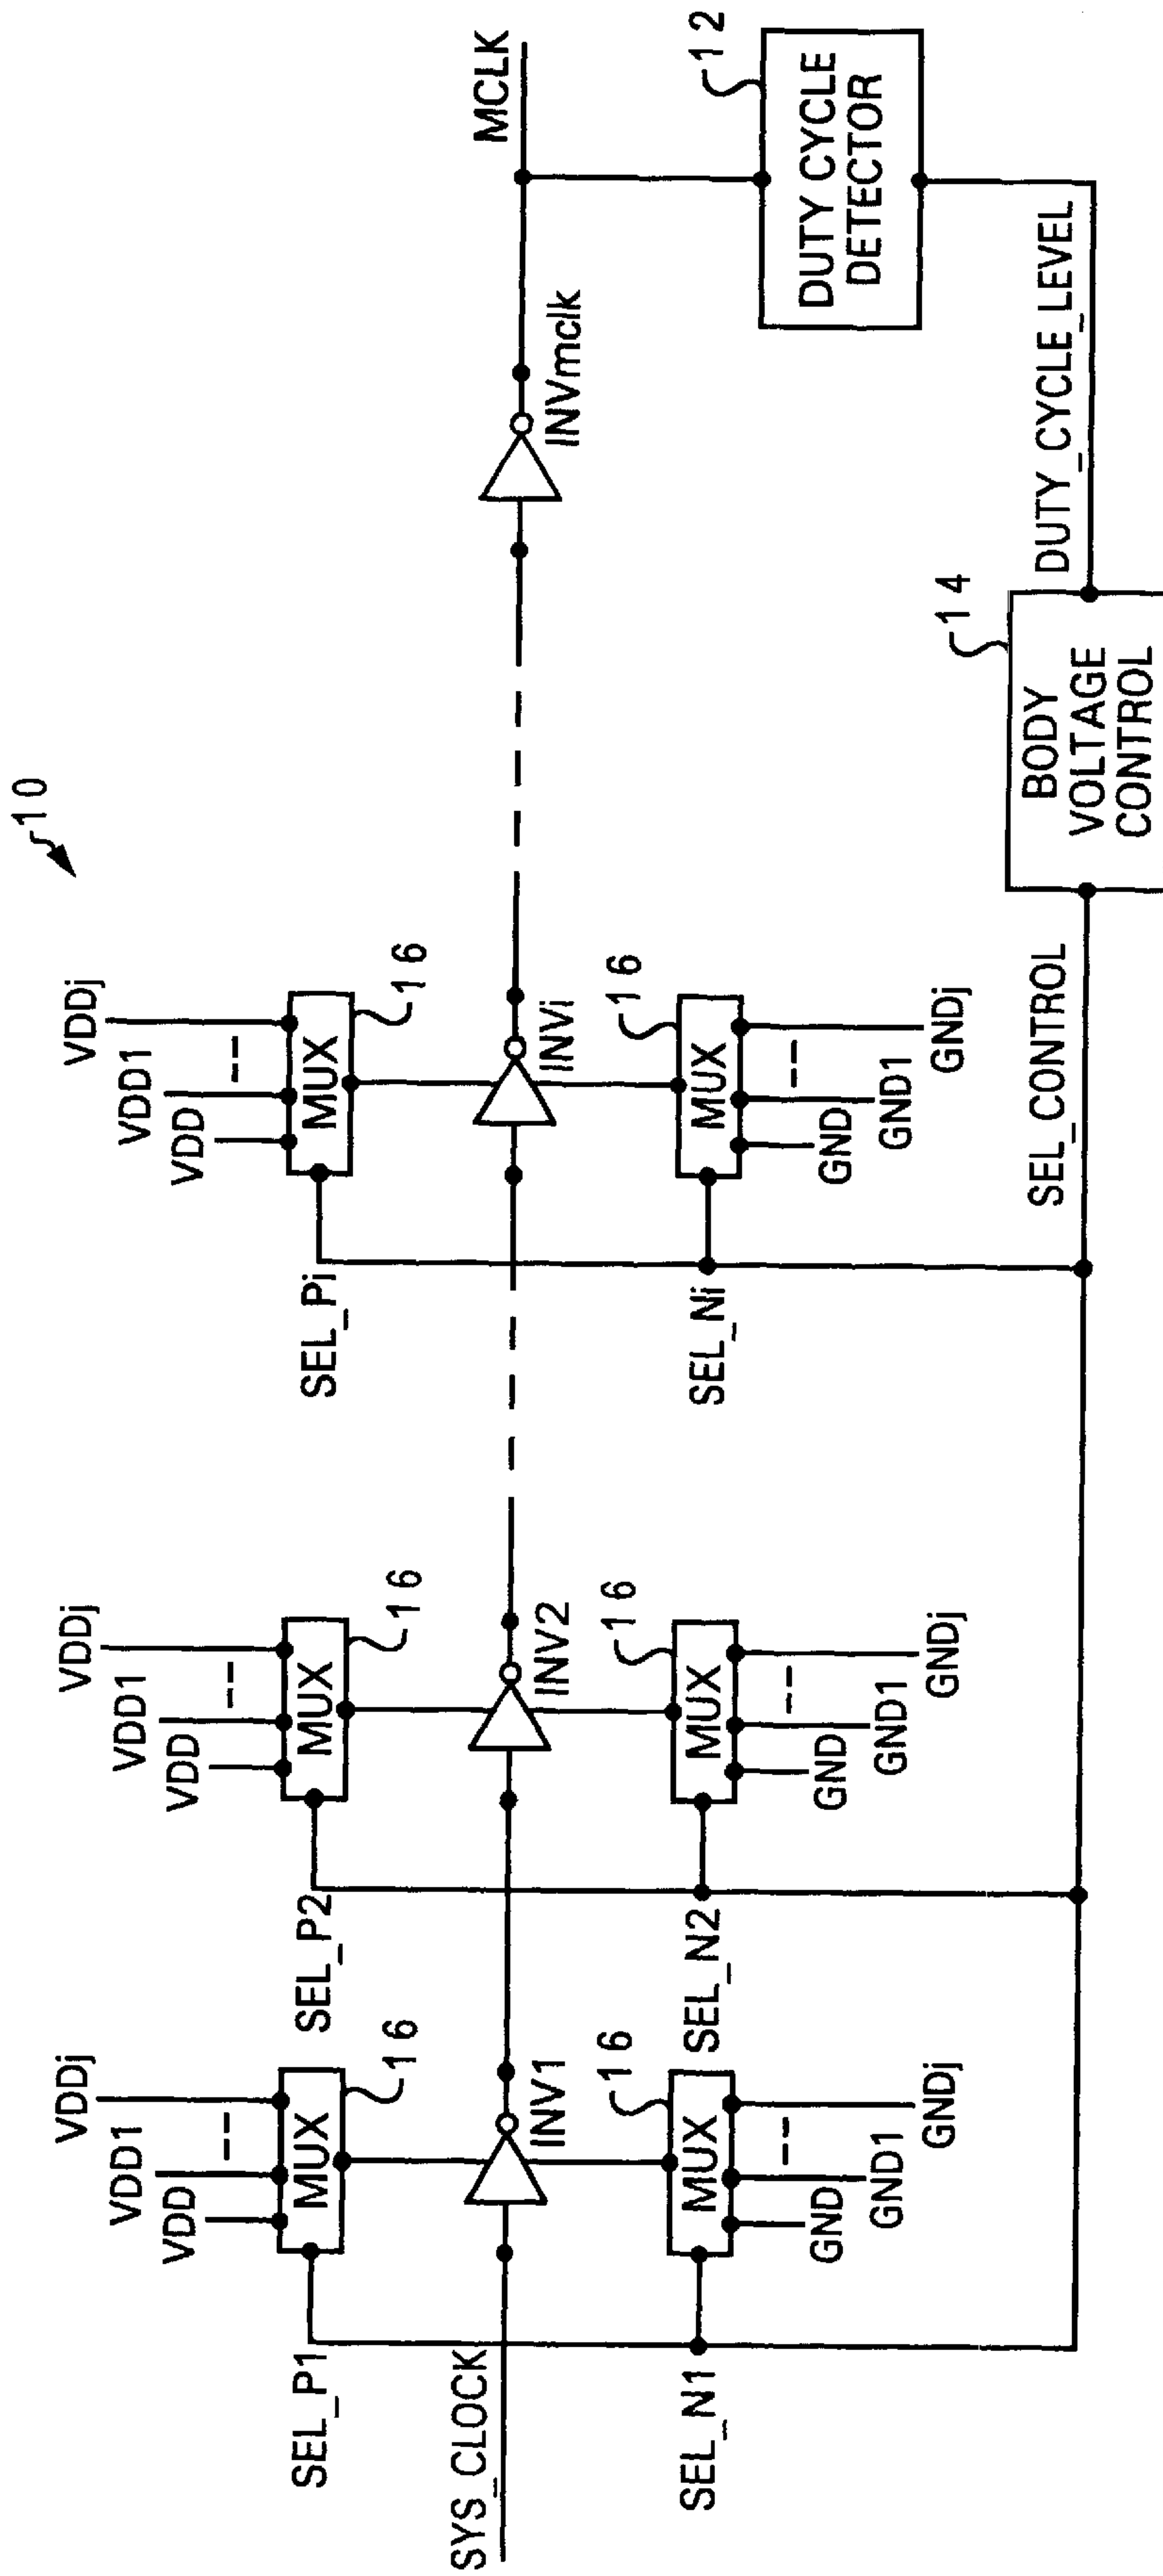 10
VDDj
VDD1
VDD
MUX
16
SEL_P1
VDDj
VDD1
VDD
MUX
16
SEL_P2
VDDj
VDD1
VDD
MUX
16
SEL_Pi
SYS_CLOCK
INV1
INV2
INVi
INVmclk
MCLK
16
MUX
GND
GND1
GNDj
SEL_N1
16
MUX
GND
GND1
GNDj
SEL_N2
16
MUX
GND
GND1
GNDj
SEL_Ni
12
DUTY CYCLE
DETECTOR
DUTY_CYCLE_LEVEL
14
BODY
VOLTAGE
CONTROL
SEL_CONTROL